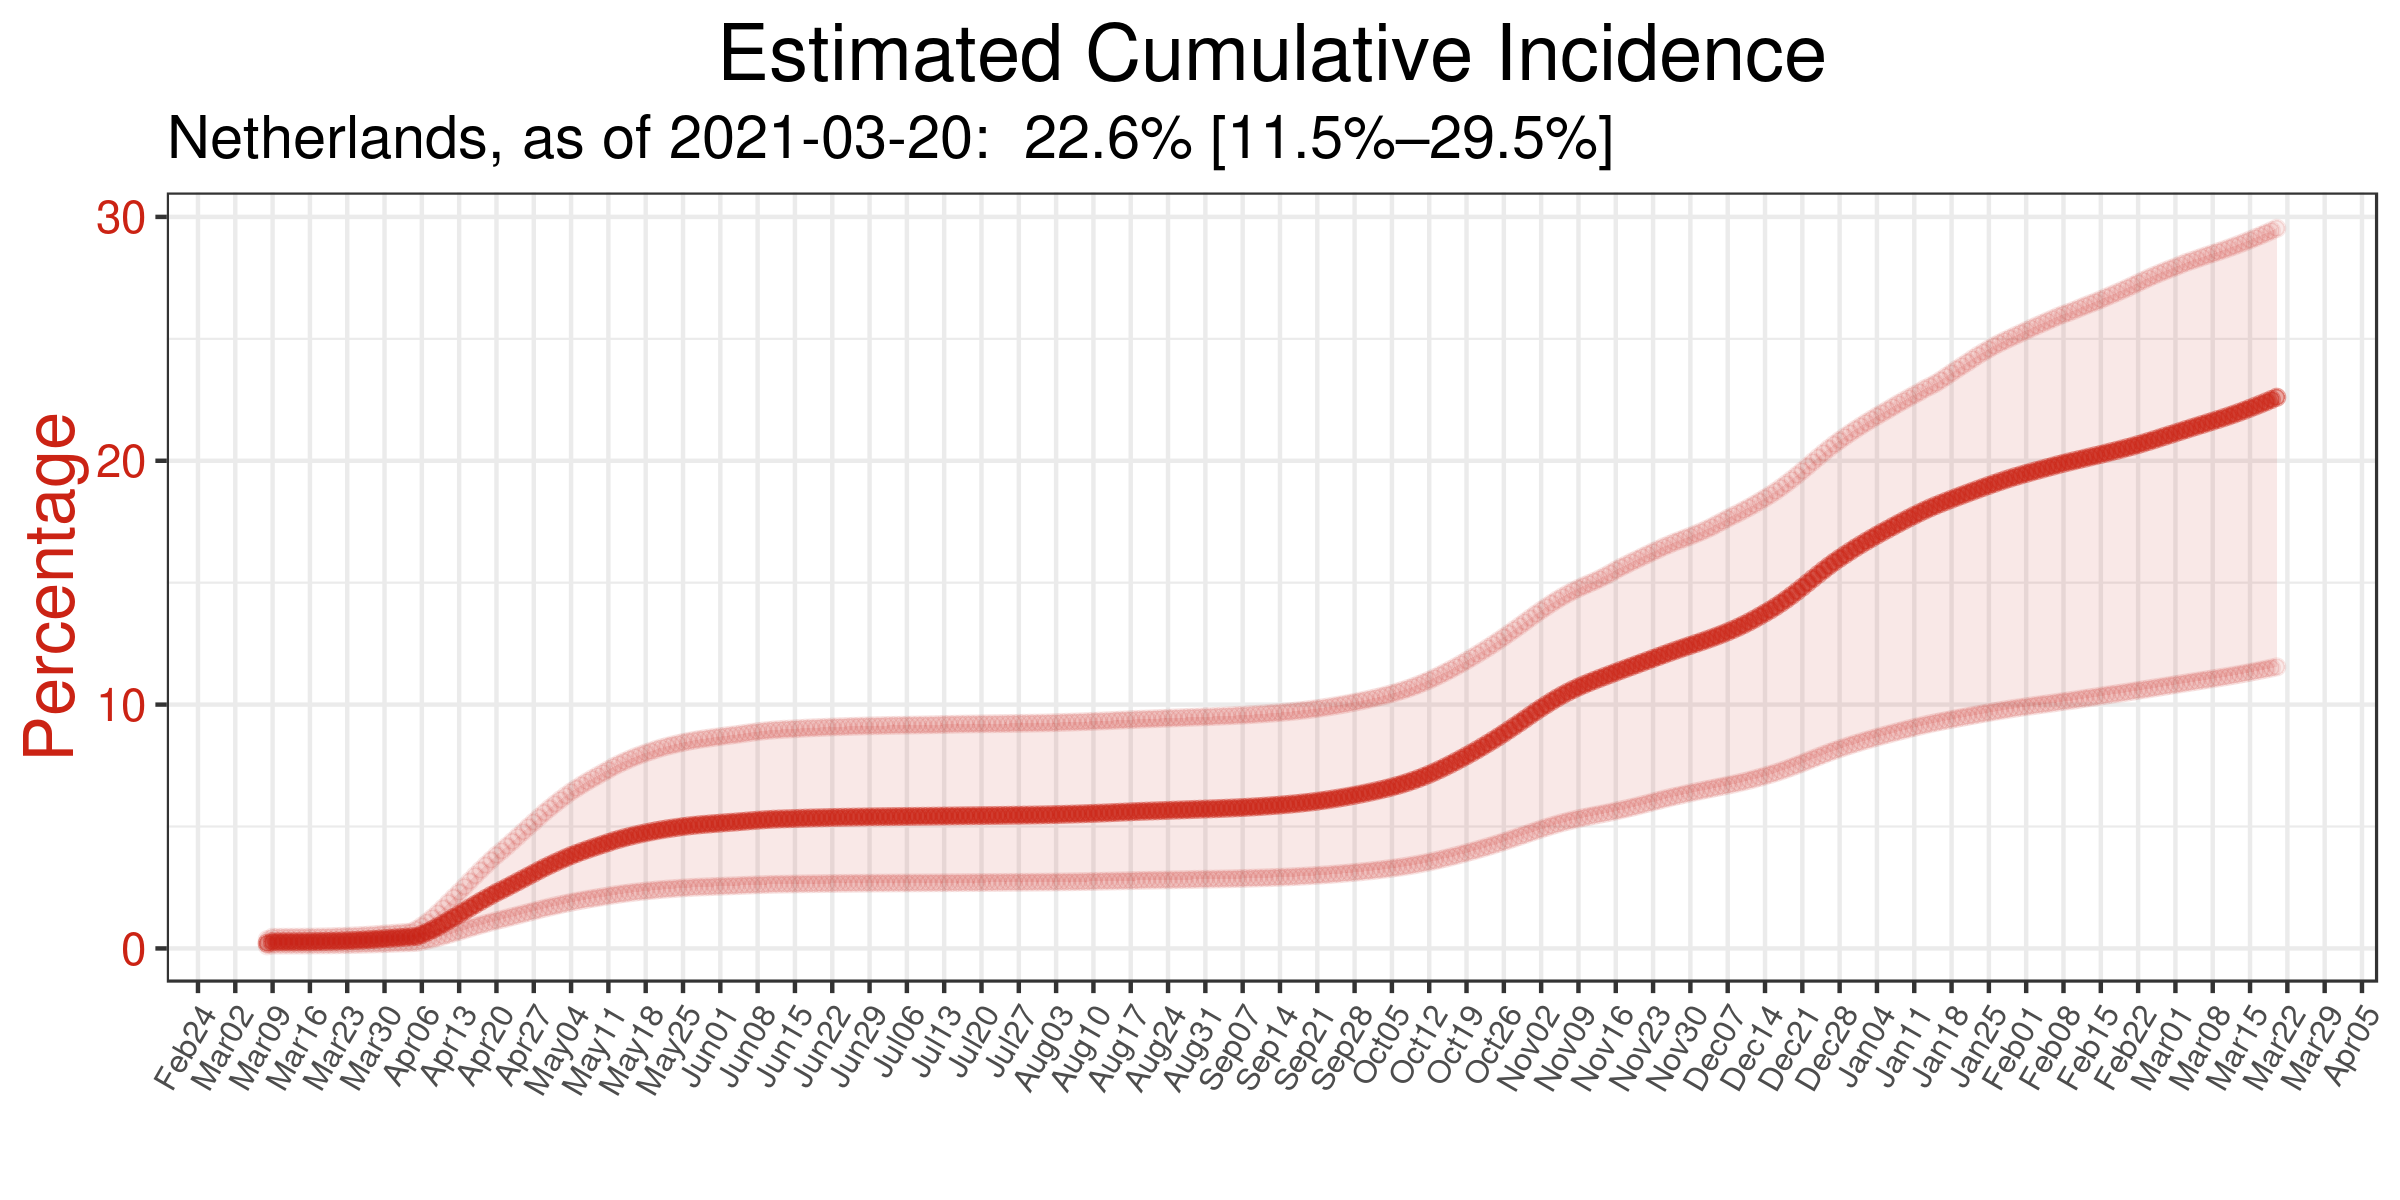 Estimated Cumulative Incidence
Netherlands, as of 2021-03-20:  22.6% [11.5%–29.5%]
Percentage
30
20
10
0
Feb24
Mar02
Mar09
Mar16
Mar23
Mar30
Apr06
Apr13
Apr20
Apr27
May04
May11
May18
May25
Jun01
Jun08
Jun15
Jun22
Jun29
Jul06
Jul13
Jul20
Jul27
Aug03
Aug10
Aug17
Aug24
Aug31
Sep07
Sep14
Sep21
Sep28
Oct05
Oct12
Oct19
Oct26
Nov02
Nov09
Nov16
Nov23
Nov30
Dec07
Dec14
Dec21
Dec28
Jan04
Jan11
Jan18
Jan25
Feb01
Feb08
Feb15
Feb22
Mar01
Mar08
Mar15
Mar22
Mar29
Apr05